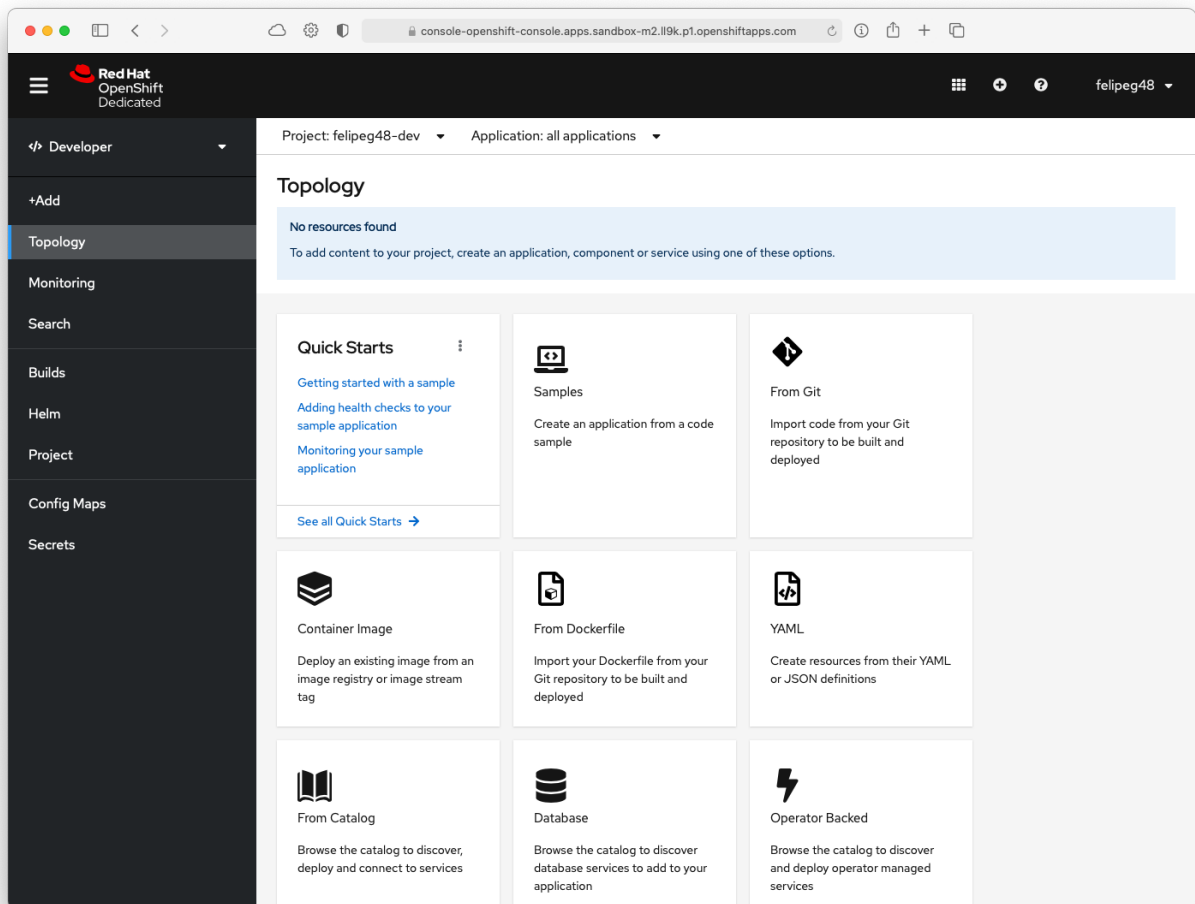 console-openshift-console.apps.sandbox-m2.ll9k.p1.openshiftapps.com
Red Hat
OpenShift
Dedicated
felipeg48
Developer
Project: felipeg48-dev
Application: all applications
+Add
Topology
Monitoring
Search
Builds
Helm
Project
Config Maps
Secrets
Topology
No resources found
To add content to your project, create an application, component or service using one of these options.
Quick Starts
Getting started with a sample
Adding health checks to your
sample application
Monitoring your sample
application
See all Quick Starts
Samples
Create an application from a code
sample
From Git
Import code from your Git
repository to be built and
deployed
Container Image
Deploy an existing image from an
image registry or image stream
tag
From Dockerfile
Import your Dockerfile from your
Git repository to be built and
deployed
YAML
Create resources from their YAML
or JSON definitions
From Catalog
Browse the catalog to discover,
deploy and connect to services
Database
Browse the catalog to discover
database services to add to your
application
Operator Backed
Browse the catalog to discover
and deploy operator managed
services